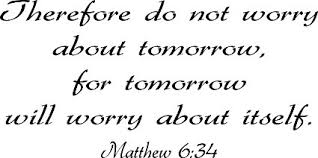 Therefore do not worry
about tomorrow,
for tomorrow
will worry about itself.
Matthew 6:34